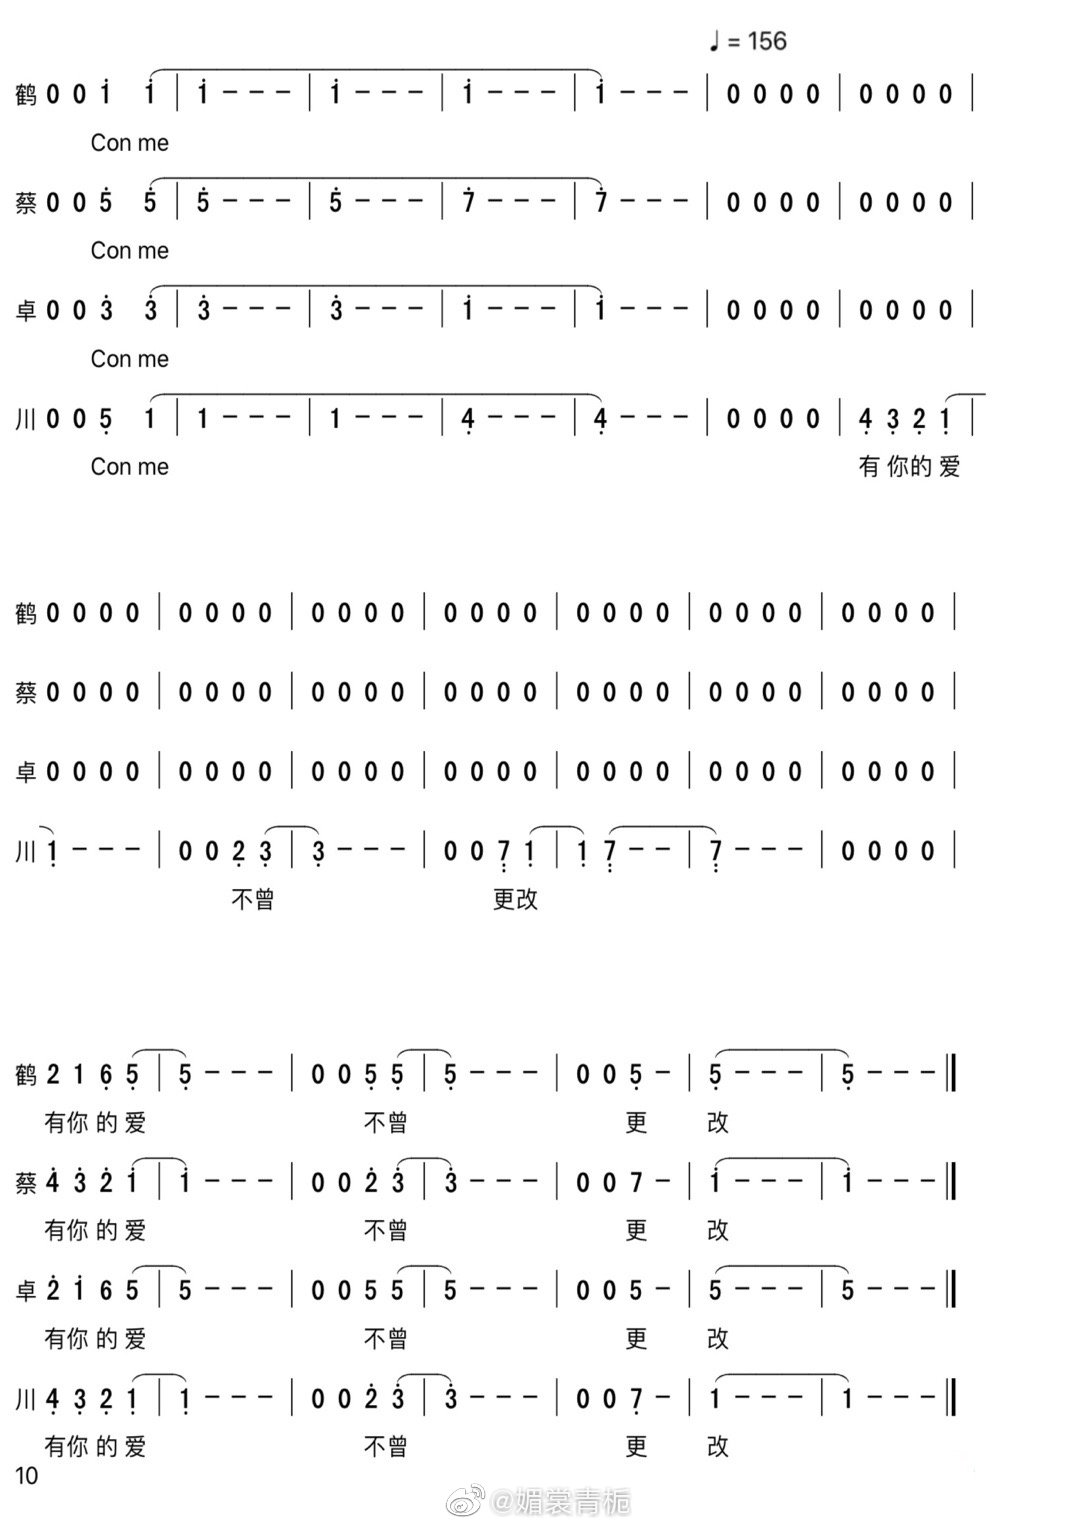 ♩ = 156
鹤 0 0 1̇ 1̇ | 1̇ - - - | 1̇ - - - | 1̇ - - - | 1̇ - - - | 0 0 0 0 | 0 0 0 0 |
Con me
蔡 0 0 5̇ 5̇ | 5̇ - - - | 5̇ - - - | 7̇ - - - | 7̇ - - - | 0 0 0 0 | 0 0 0 0 |
Con me
卓 0 0 3̇ 3̇ | 3̇ - - - | 3̇ - - - | 1̇ - - - | 1̇ - - - | 0 0 0 0 | 0 0 0 0 |
Con me
川 0 0 5̣ 1 | 1 - - - | 1 - - - | 4̣ - - - | 4̣ - - - | 0 0 0 0 | 4̣ 3̣ 2̣ 1̣ |
Con me 有 你的 爱
鹤 0 0 0 0 | 0 0 0 0 | 0 0 0 0 | 0 0 0 0 | 0 0 0 0 | 0 0 0 0 | 0 0 0 0 |
蔡 0 0 0 0 | 0 0 0 0 | 0 0 0 0 | 0 0 0 0 | 0 0 0 0 | 0 0 0 0 | 0 0 0 0 |
卓 0 0 0 0 | 0 0 0 0 | 0 0 0 0 | 0 0 0 0 | 0 0 0 0 | 0 0 0 0 | 0 0 0 0 |
川 1̣ - - - | 0 0 2̣ 3̣ | 3̣ - - - | 0 0 7̣̣ 1̣ | 1̣ 7̣̣ - - | 7̣̣ - - - | 0 0 0 0 |
不曾 更改
鹤 2 1 6̣ 5̣ | 5̣ - - - | 0 0 5̣ 5̣ | 5̣ - - - | 0 0 5̣ - | 5̣ - - - | 5̣ - - - ‖
有你 的 爱 不曾 更 改
蔡 4̇ 3̇ 2̇ 1̇ | 1̇ - - - | 0 0 2̇ 3̇ | 3̇ - - - | 0 0 7 - | 1̇ - - - | 1̇ - - - ‖
有你 的 爱 不曾 更 改
卓 2̇ 1̇ 6 5 | 5 - - - | 0 0 5 5 | 5 - - - | 0 0 5 - | 5 - - - | 5 - - - ‖
有你 的 爱 不曾 更 改
川 4̣ 3̣ 2̣ 1̣ | 1̣ - - - | 0 0 2̣ 3̣ | 3̣ - - - | 0 0 7̣ - | 1 - - - | 1 - - - ‖
有你 的 爱 不曾 更 改
10
@媚裳青栀